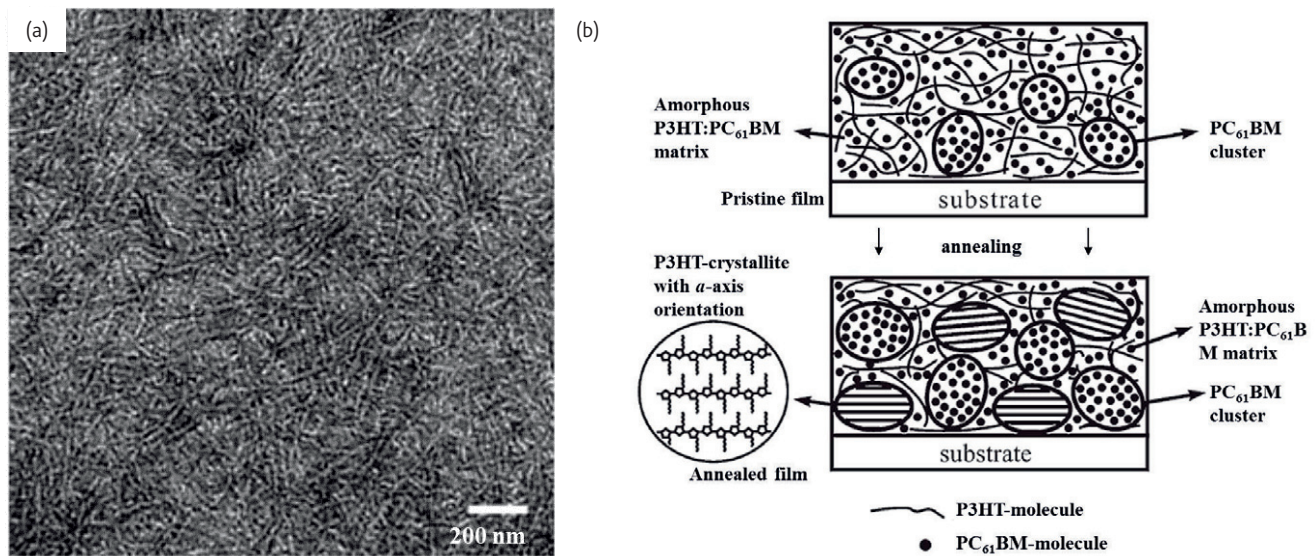 (a)
200 nm
(b)
Amorphous
P3HT:PC₆₁BM
matrix
PC₆₁BM
cluster
Pristine film
substrate
annealing
P3HT-crystallite
with a-axis
orientation
Amorphous
P3HT:PC₆₁B
M matrix
PC₆₁BM
cluster
Annealed film
substrate
P3HT-molecule
PC₆₁BM-molecule